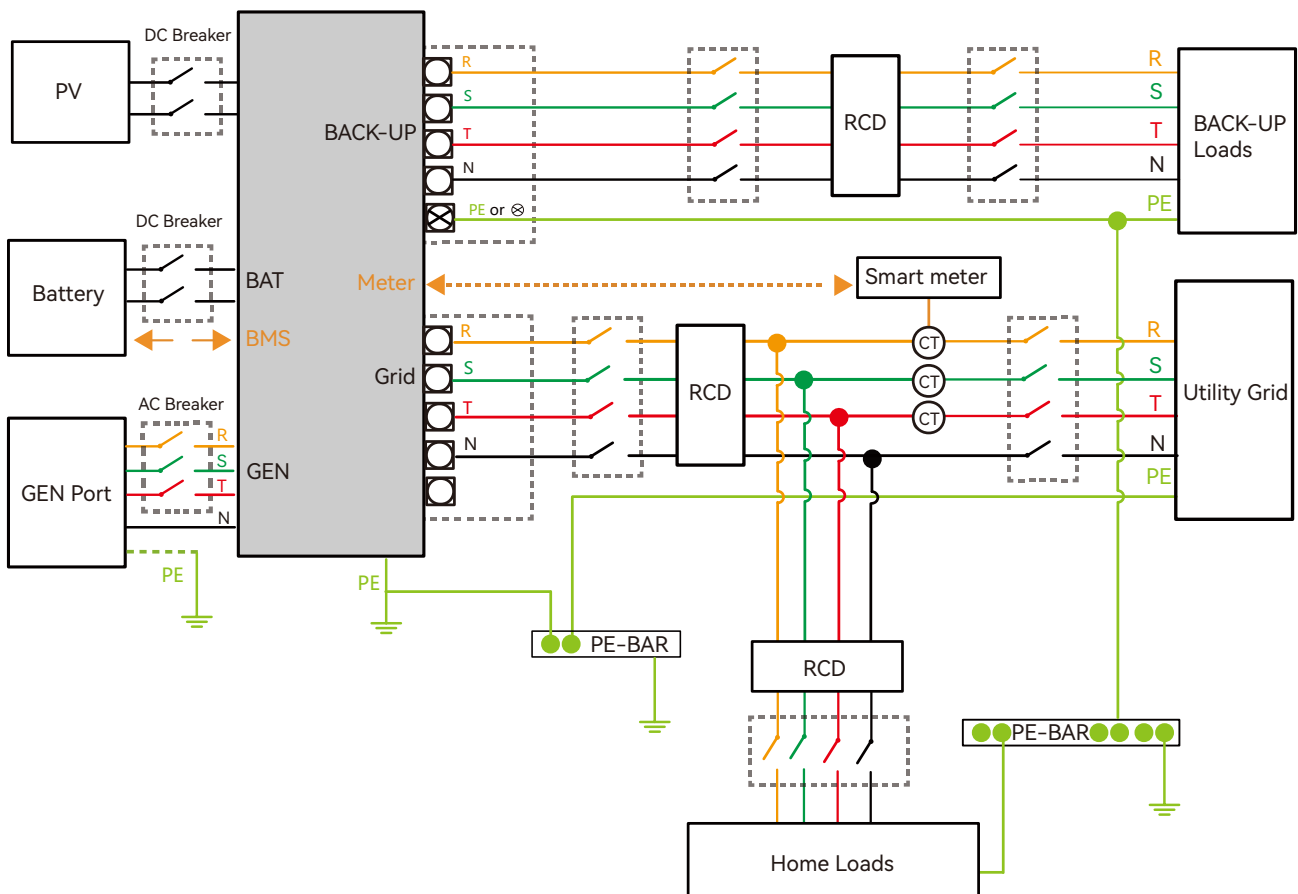 DC Breaker
PV
R
S
T
N
PE or ⊗
BACK-UP
RCD
R
S
T
N
PE
BACK-UP
Loads
DC Breaker
Battery
BAT
BMS
Meter
Smart meter
Grid
R
S
T
N
RCD
CT
CT
CT
R
S
T
N
PE
Utility Grid
AC Breaker
GEN Port
R
S
T
N
GEN
PE
PE
PE-BAR
RCD
PE-BAR
Home Loads